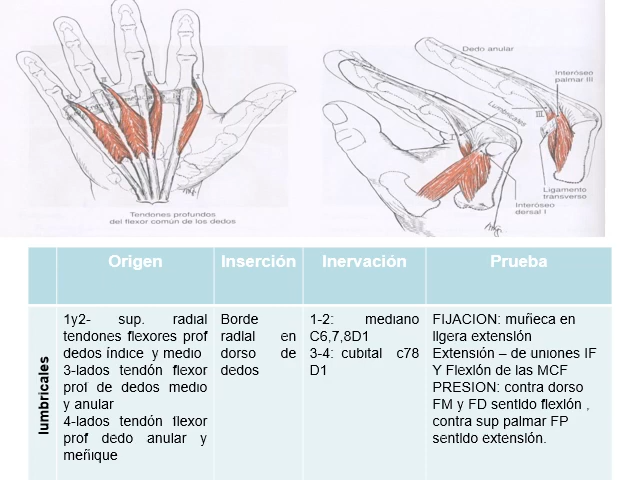 Dedo anular
Interóseo
palmar III
Lumbricales
III
Tendones profundos
del flexor común de los dedos
Ligamento
transverso
Interóseo
dorsal I
Origen Inserción Inervación Prueba
lumbricales
1y2- sup. radial
tendones flexores prof
dedos índice y medio
3-lados tendón flexor
prof de dedos medio
y anular
4-lados tendón flexor
prof dedo anular y
meñique
Borde
radial en
dorso de
dedos
1-2: mediano
C6,7,8D1
3-4: cubital c78
D1
FIJACION: muñeca en
ligera extensión
Extensión – de uniones IF
Y Flexión de las MCF
PRESION: contra dorso
FM y FD sentido flexión ,
contra sup palmar FP
sentido extensión.